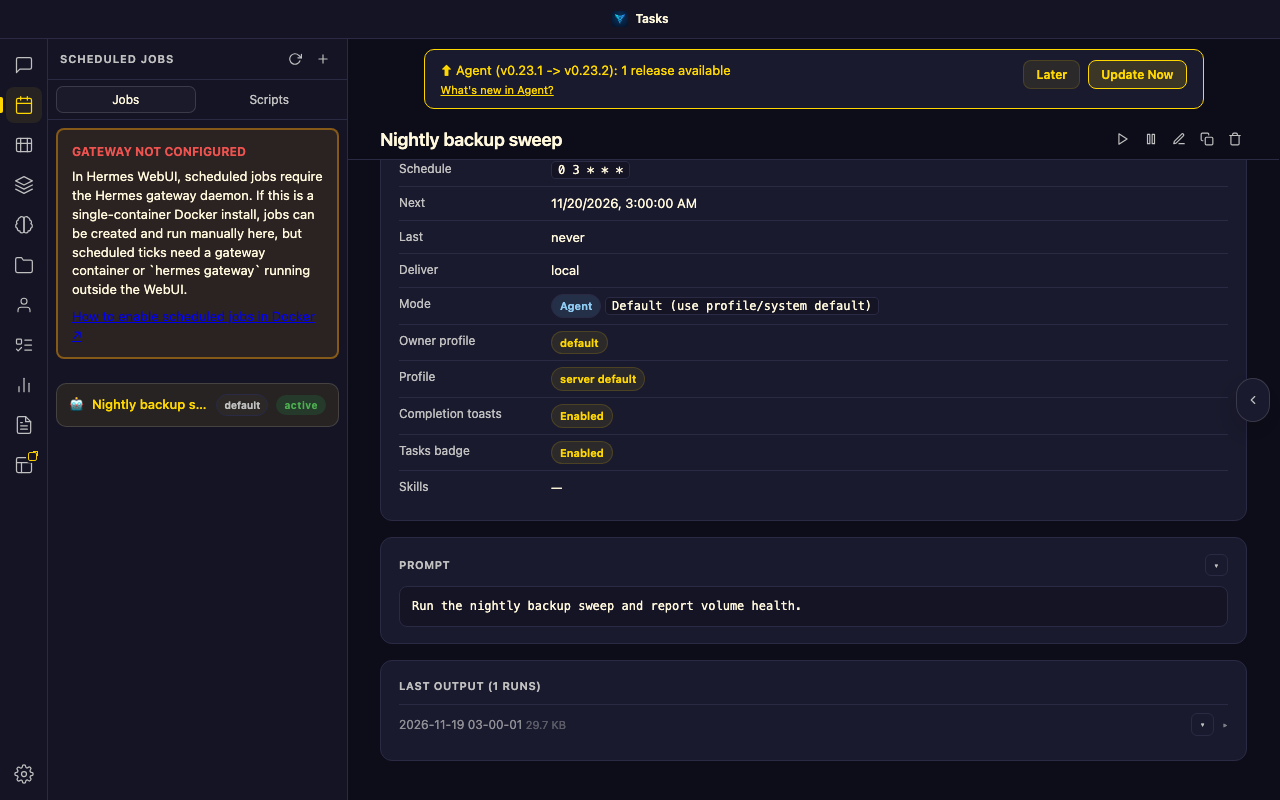 Tasks
SCHEDULED JOBS
Jobs
Scripts
GATEWAY NOT CONFIGURED
In Hermes WebUI, scheduled jobs require
the Hermes gateway daemon. If this is a
single-container Docker install, jobs can
be created and run manually here, but
scheduled ticks need a gateway
container or `hermes gateway` running
outside the WebUI.
How to enable scheduled jobs in Docker
↗
Nightly backup s... default active
⬆ Agent (v0.23.1 -> v0.23.2): 1 release available
What's new in Agent?
Later
Update Now
Nightly backup sweep
Schedule 0 3 * * *
Next 11/20/2026, 3:00:00 AM
Last never
Deliver local
Mode Agent Default (use profile/system default)
Owner profile default
Profile server default
Completion toasts Enabled
Tasks badge Enabled
Skills —
PROMPT
Run the nightly backup sweep and report volume health.
LAST OUTPUT (1 RUNS)
2026-11-19 03-00-01 29.7 KB